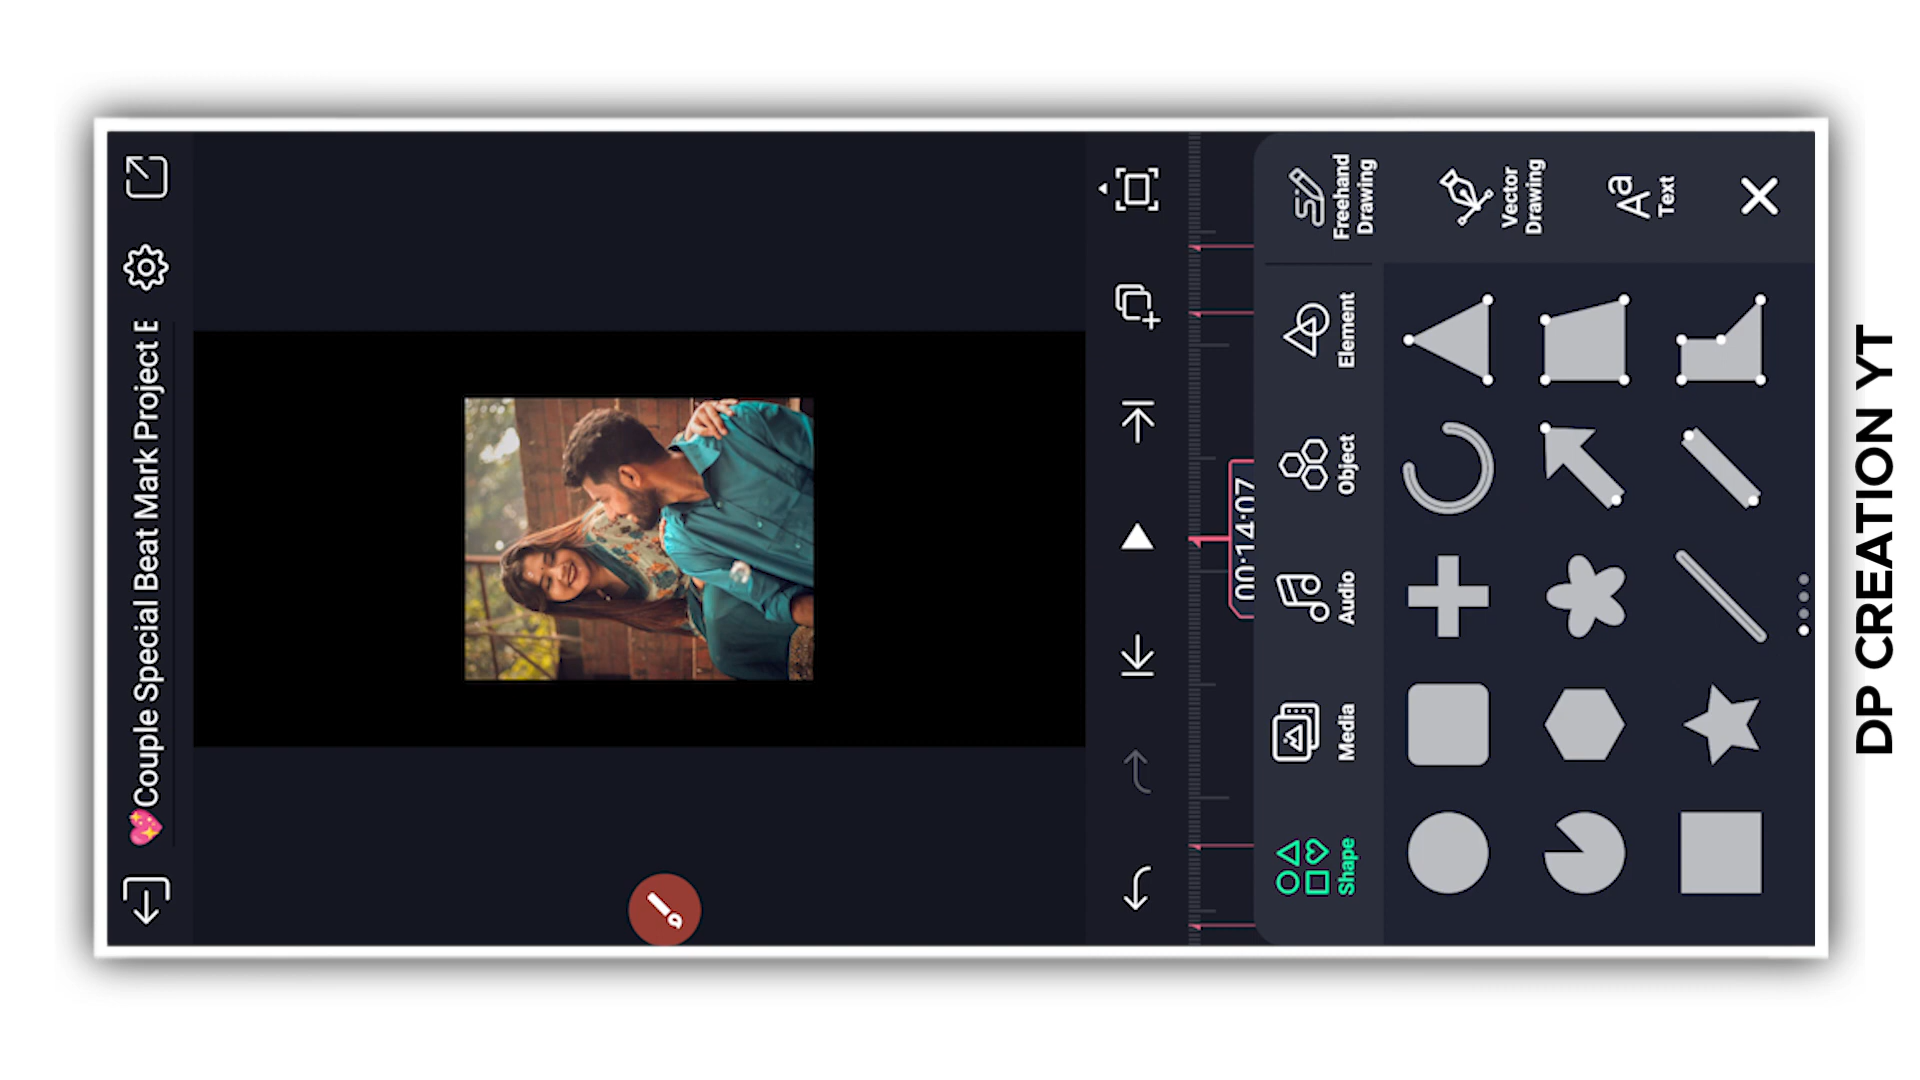 💖Couple Special Beat Mark Project
00:14:07
Shape
Media
Audio
Object
Element
Freehand
Drawing
Vector
Drawing
Aa
Text
DP CREATION YT